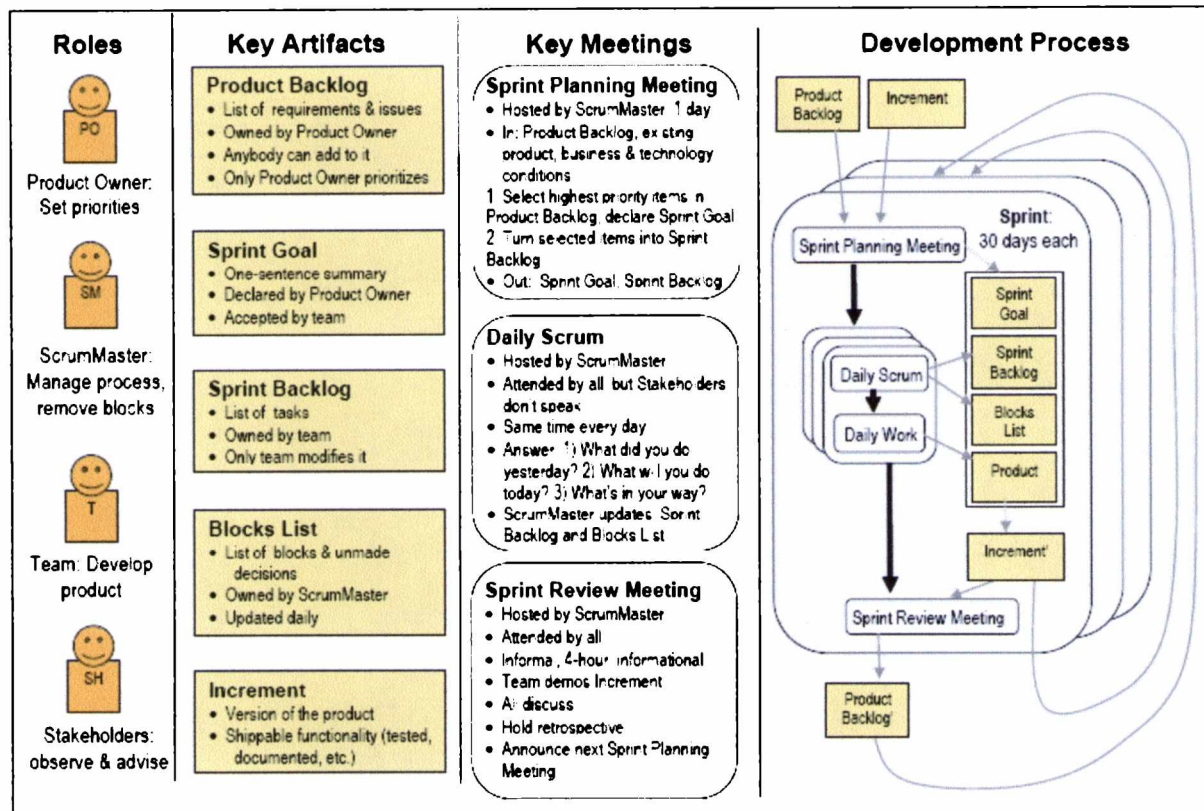 Roles
PO
Product Owner:
Set priorities
SM
ScrumMaster:
Manage process,
remove blocks
T
Team: Develop
product
SH
Stakeholders:
observe & advise
Key Artifacts
Product Backlog
• List of requirements & issues
• Owned by Product Owner
• Anybody can add to it
• Only Product Owner prioritizes
Sprint Goal
• One-sentence summary
• Declared by Product Owner
• Accepted by team
Sprint Backlog
• List of tasks
• Owned by team
• Only team modifies it
Blocks List
• List of blocks & unmade
decisions
• Owned by ScrumMaster
• Updated daily
Increment
• Version of the product
• Shippable functionality (tested,
documented, etc.)
Key Meetings
Sprint Planning Meeting
• Hosted by ScrumMaster 1 day
• In: Product Backlog, existing
product, business & technology
conditions
1 Select highest priority items in
Product Backlog, declare Sprint Goal
2 Turn selected items into Sprint
Backlog
• Out: Sprint Goal, Sprint Backlog
Daily Scrum
• Hosted by ScrumMaster
• Attended by all but Stakeholders
don't speak
• Same time every day
• Answer 1) What did you do
yesterday? 2) What will you do
today? 3) What's in your way?
• ScrumMaster updates Sprint
Backlog and Blocks List
Sprint Review Meeting
• Hosted by ScrumMaster
• Attended by all
• Informal, 4-hour, informational
• Team demos Increment
• All discuss
• Hold retrospective
• Announce next Sprint Planning
Meeting
Development Process
Product
Backlog
Increment
Sprint:
30 days each
Sprint Planning Meeting
Sprint
Goal
Daily Scrum
Sprint
Backlog
Daily Work
Blocks
List
Product
Increment'
Sprint Review Meeting
Product
Backlog'